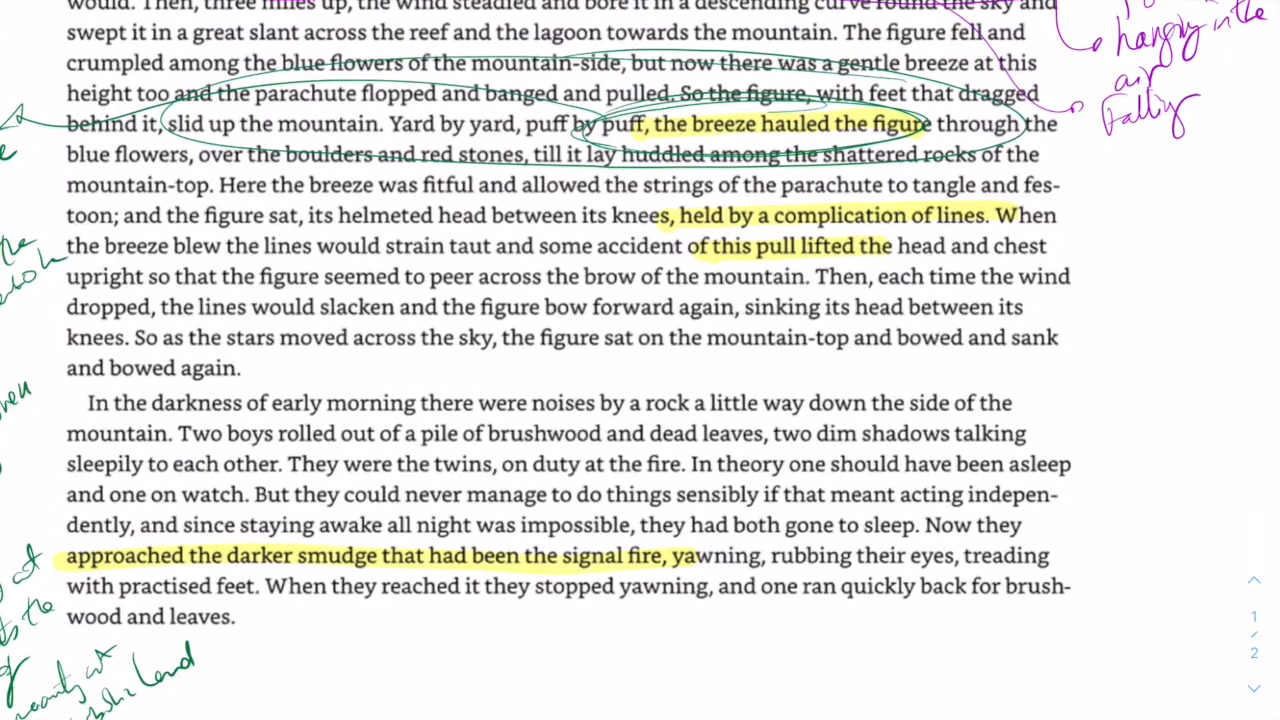 would. Then, three miles up, the wind steadied and bore it in a descending curve round the sky and
swept it in a great slant across the reef and the lagoon towards the mountain. The figure fell and
crumpled among the blue flowers of the mountain-side, but now there was a gentle breeze at this
height too and the parachute flopped and banged and pulled. So the figure, with feet that dragged
behind it, slid up the mountain. Yard by yard, puff by puff, the breeze hauled the figure through the
blue flowers, over the boulders and red stones, till it lay huddled among the shattered rocks of the
mountain-top. Here the breeze was fitful and allowed the strings of the parachute to tangle and fes-
toon; and the figure sat, its helmeted head between its knees, held by a complication of lines. When
the breeze blew the lines would strain taut and some accident of this pull lifted the head and chest
upright so that the figure seemed to peer across the brow of the mountain. Then, each time the wind
dropped, the lines would slacken and the figure bow forward again, sinking its head between its
knees. So as the stars moved across the sky, the figure sat on the mountain-top and bowed and sank
and bowed again.
In the darkness of early morning there were noises by a rock a little way down the side of the
mountain. Two boys rolled out of a pile of brushwood and dead leaves, two dim shadows talking
sleepily to each other. They were the twins, on duty at the fire. In theory one should have been asleep
and one on watch. But they could never manage to do things sensibly if that meant acting indepen-
dently, and since staying awake all night was impossible, they had both gone to sleep. Now they
approached the darker smudge that had been the signal fire, yawning, rubbing their eyes, treading
with practised feet. When they reached it they stopped yawning, and one ran quickly back for brush-
wood and leaves.
hanging in the
air
Falling
the
at
the
of
at
land
1
/
2